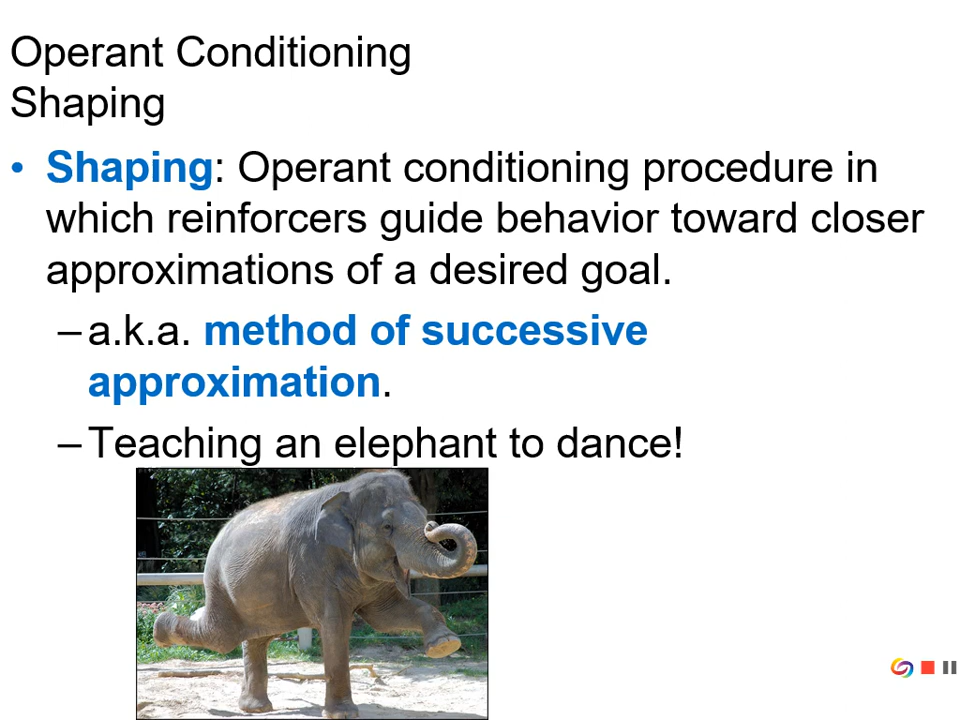 Operant Conditioning
Shaping
• Shaping: Operant conditioning procedure in
which reinforcers guide behavior toward closer
approximations of a desired goal.
–a.k.a. method of successive
approximation.
–Teaching an elephant to dance!